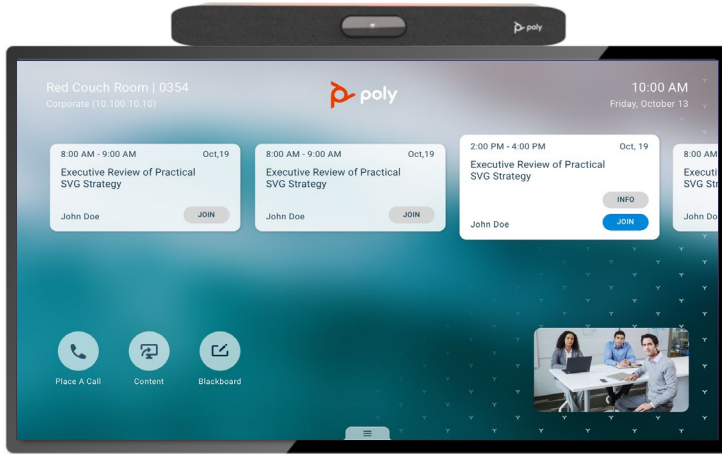 poly
Red Couch Room | 0354
Corporate (10.100.10.10)
poly
10:00 AM
Friday, October 13
8:00 AM - 9:00 AM Oct,19
Executive Review of Practical
SVG Strategy
John Doe JOIN
8:00 AM - 9:00 AM Oct,19
Executive Review of Practical
SVG Strategy
John Doe JOIN
2:00 PM - 4:00 PM Oct, 19
Executive Review of Practical
SVG Strategy
INFO
John Doe JOIN
8:00 AM
Executi
SVG Str
John Do
Place A Call
Content
Blackboard